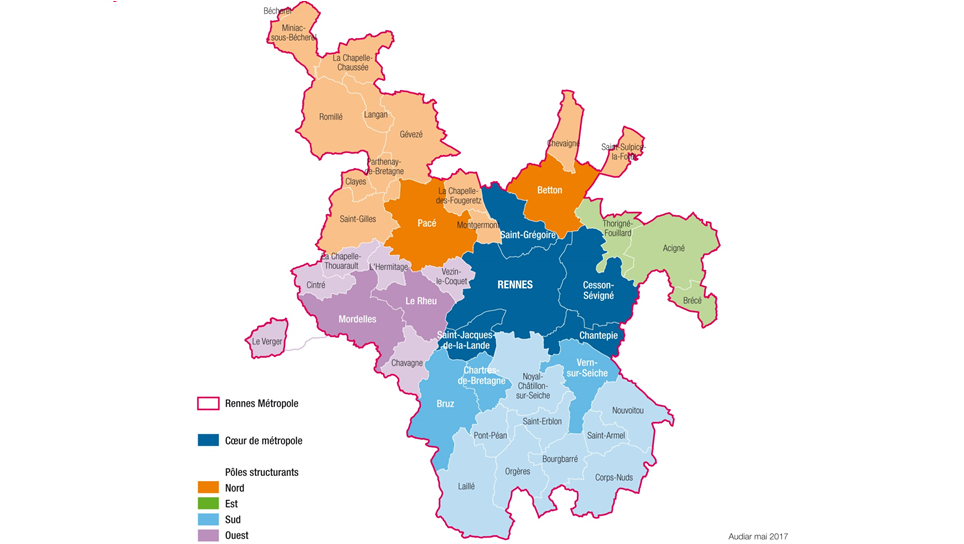 Bécherel
Miniac-
sous-Bécherel
La Chapelle-
Chaussée
Romillé
Langan
Gévezé
Chevaigné
Saint-Sulpice-
la-Forêt
Parthenay-
de-Bretagne
Clayes
La Chapelle-
des-Fougeretz
Betton
Saint-Gilles
Pacé
Montgermont
Saint-Grégoire
Thorigné-
Fouillard
Acigné
La Chapelle-
Thouarault
L'Hermitage
Vezin-
le-Coquet
Cintré
RENNES
Cesson-
Sévigné
Le Rheu
Brécé
Mordelles
Le Verger
Saint-Jacques-
de-la-Lande
Chantepie
Chavagne
Chartres-
de-Bretagne
Vern-
sur-Seiche
Noyal-
Châtillon-
sur-Seiche
Bruz
Nouvoitou
Saint-Erblon
Pont-Péan
Saint-Armel
Bourgbarré
Orgères
Corps-Nuds
Laillé
Rennes Métropole
Cœur de métropole
Pôles structurants
Nord
Est
Sud
Ouest
Audiar mai 2017